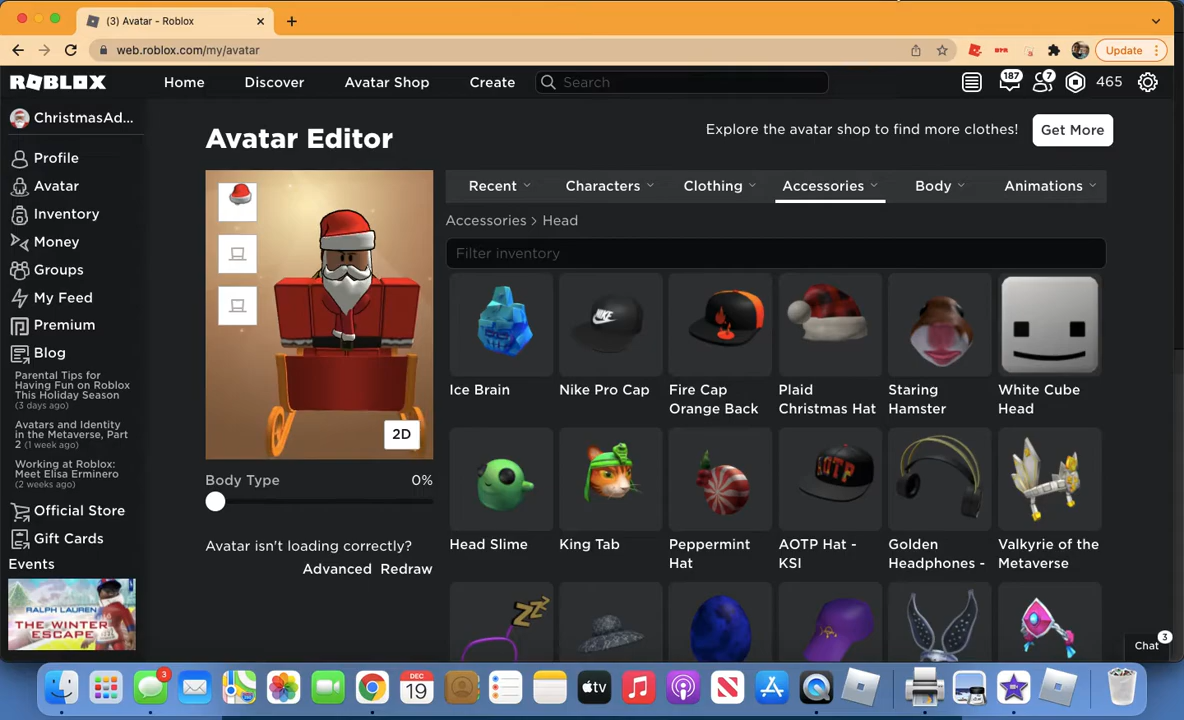 (3) Avatar - Roblox
web.roblox.com/my/avatar
Update
ROBLOX
Home
Discover
Avatar Shop
Create
Search
187
7
465
ChristmasAd...
Profile
Avatar
Inventory
Money
Groups
My Feed
Premium
Blog
Parental Tips for
Having Fun on Roblox
This Holiday Season
(3 days ago)
Avatars and Identity
in the Metaverse, Part
2 (1 week ago)
Working at Roblox:
Meet Elisa Erminero
(2 weeks ago)
Official Store
Gift Cards
Events
RALPH LAUREN
THE WINTER
ESCAPE
Avatar Editor
Explore the avatar shop to find more clothes!
Get More
2D
Body Type 0%
Avatar isn't loading correctly?
Advanced Redraw
Recent
Characters
Clothing
Accessories
Body
Animations
Accessories > Head
Filter inventory
Ice Brain
Nike Pro Cap
Fire Cap
Orange Back
Plaid
Christmas Hat
Staring
Hamster
White Cube
Head
Head Slime
King Tab
Peppermint
Hat
AOTP
AOTP Hat -
KSI
Golden
Headphones -
Valkyrie of the
Metaverse
Chat
3
3
DEC
19
tv